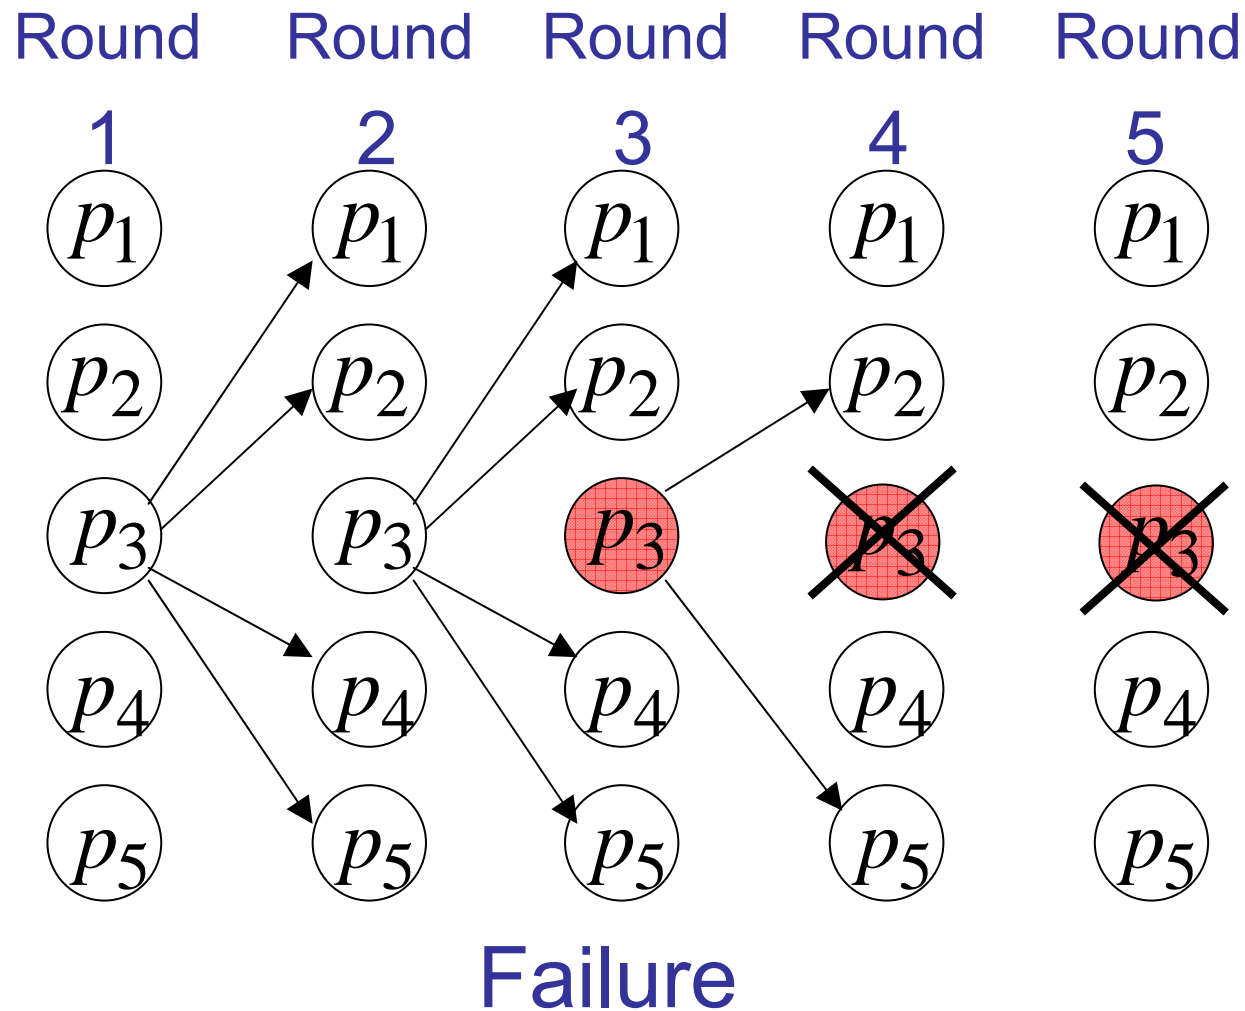 Round Round Round Round Round
1 2 3 4 5
p1 p1 p1 p1 p1
p2 p2 p2 p2 p2
p3 p3 p3 p3 p3
p4 p4 p4 p4 p4
p5 p5 p5 p5 p5
Failure